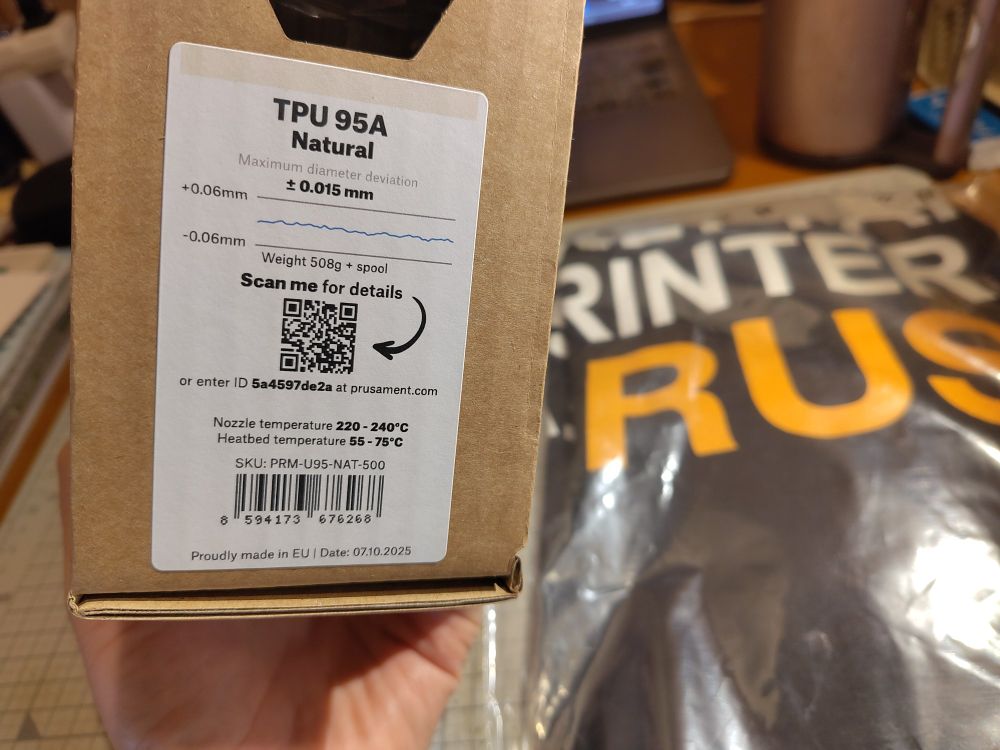 TPU 95A
Natural
Maximum diameter deviation
± 0.015 mm
+0.06mm
-0.06mm
Weight 508g + spool
Scan me for details
or enter ID 5a4597de2a at prusament.com
Nozzle temperature 220 - 240°C
Heatbed temperature 55 - 75°C
SKU: PRM-U95-NAT-500
8 594173 676268
Proudly made in EU | Date: 07.10.2025
RINTER
RUS